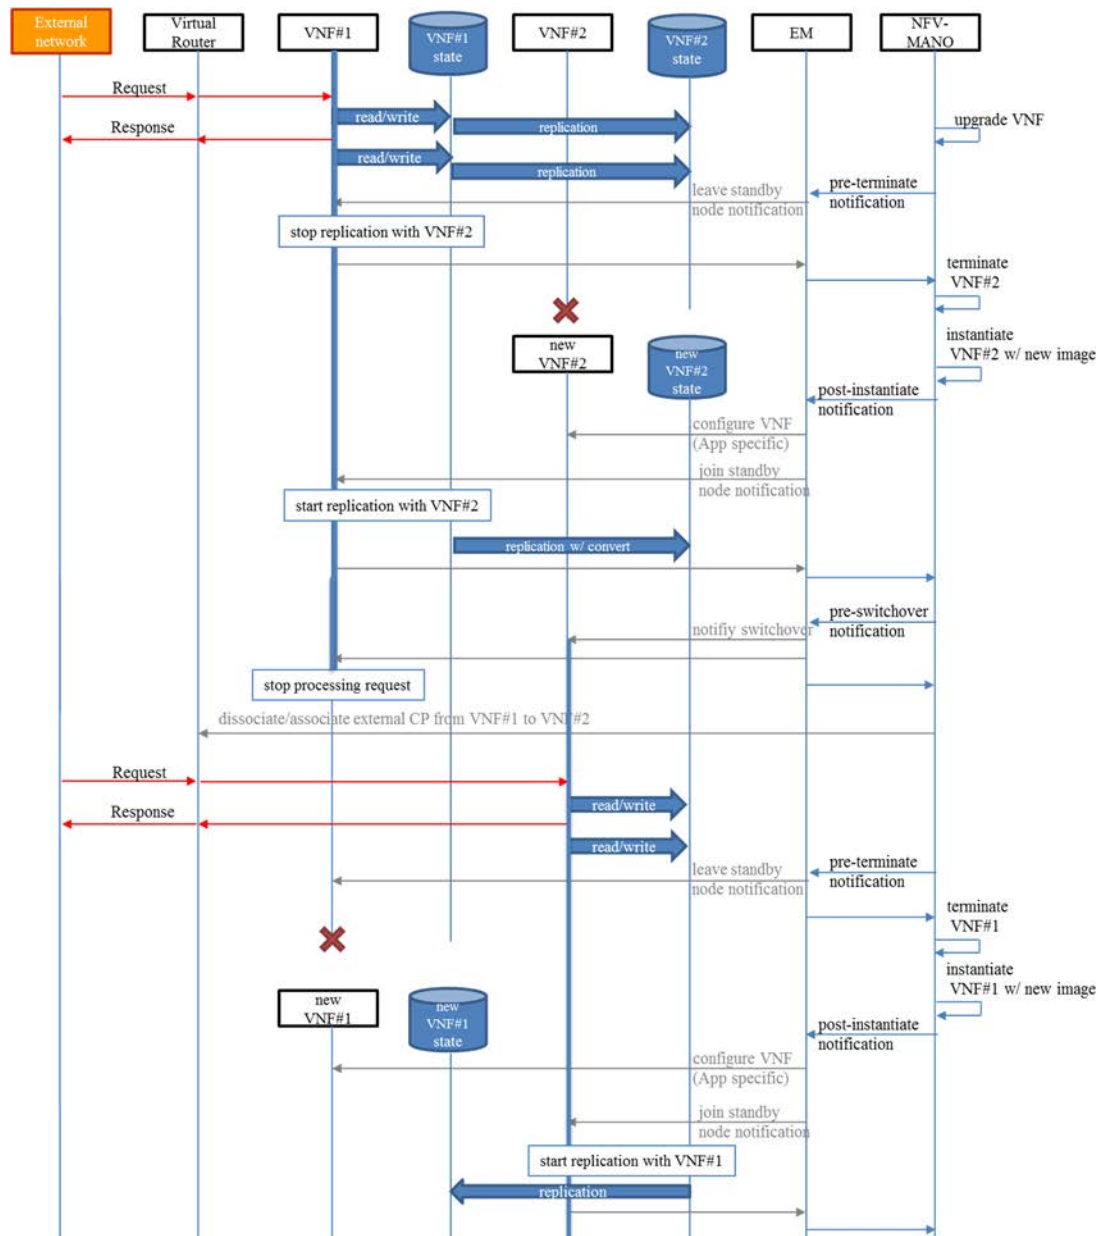 External
network
Virtual
Router
VNF#1
VNF#1
state
VNF#2
VNF#2
state
EM
NFV-
MANO
Request
read/write
replication
upgrade VNF
Response
read/write
replication
leave standby
node notification
pre-terminate
notification
stop replication with VNF#2
terminate
VNF#2
new
VNF#2
new
VNF#2
state
instantiate
VNF#2 w/ new image
post-instantiate
notification
configure VNF
(App specific)
join standby
node notification
start replication with VNF#2
replication w/ convert
pre-switchover
notification
notifiy switchover
stop processing request
dissociate/associate external CP from VNF#1 to VNF#2
Request
read/write
Response
read/write
leave standby
node notification
pre-terminate
notification
terminate
VNF#1
instantiate
VNF#1 w/ new image
new
VNF#1
new
VNF#1
state
post-instantiate
notification
configure VNF
(App specific)
join standby
node notification
start replication with VNF#1
replication